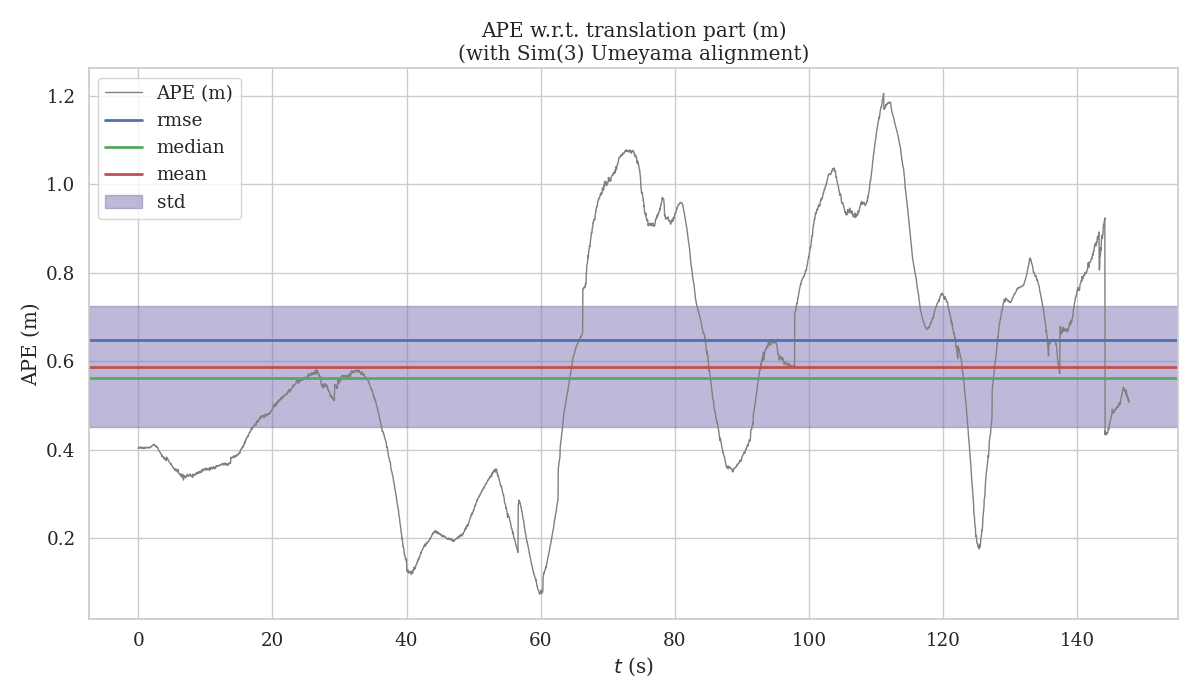 APE w.r.t. translation part (m)
(with Sim(3) Umeyama alignment)
APE (m)
rmse
median
mean
std
APE (m)
1.2
1.0
0.8
0.6
0.4
0.2
0 20 40 60 80 100 120 140
t (s)